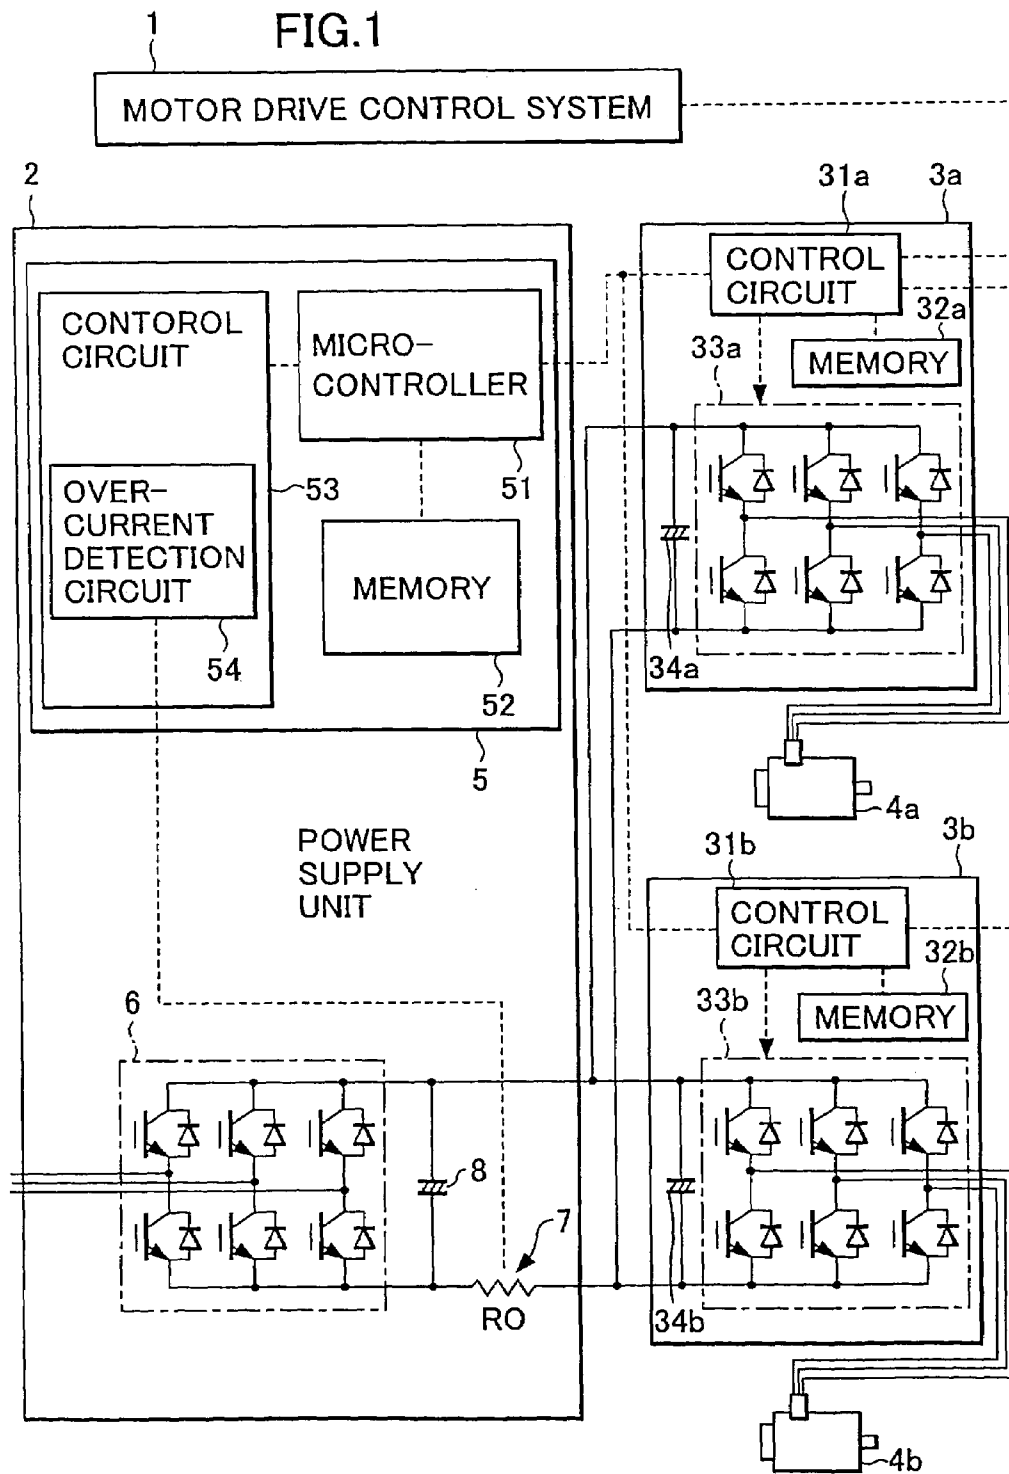 FIG.1
1
MOTOR DRIVE CONTROL SYSTEM
2
31a
3a
CONTROL
CIRCUIT
32a
MEMORY
33a
34a
4a
CONTOROL
CIRCUIT
MICRO-
CONTROLLER
51
53
OVER-
CURRENT
DETECTION
CIRCUIT
54
MEMORY
52
5
POWER
SUPPLY
UNIT
6
8
7
RO
31b
3b
CONTROL
CIRCUIT
32b
MEMORY
33b
34b
4b